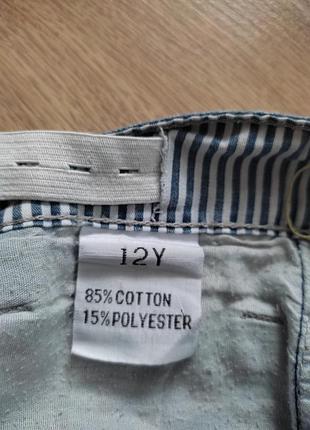 12Y
85% COTTON
15% POLYESTER